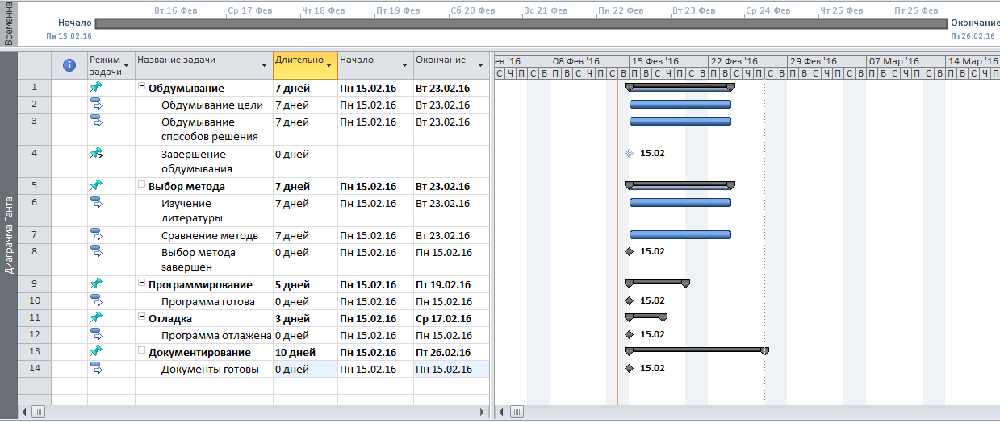 Вт 16 Фев Ср 17 Фев Чт 18 Фев Пт 19 Фев Сб 20 Фев Вс 21 Фев Пн 22 Фев Вт 23 Фев Ср 24 Фев Чт 25 Фев Пт 26 Фев
Начало Окончание
Пн 15.02.16 Пт 26.02.16
Временна
Диаграмма Ганта
Режим задачи Название задачи Длительно Начало Окончание
ев '16 08 Фев '16 15 Фев '16 22 Фев '16 29 Фев '16 07 Мар '16 14 Мар '16
С Ч П С В П В С Ч П С В П В С Ч П С В П В С Ч П С В П В С Ч П С В П В С Ч П С В П В С Ч П
1 Обдумывание 7 дней Пн 15.02.16 Вт 23.02.16
2 Обдумывание цели 7 дней Пн 15.02.16 Вт 23.02.16
3 Обдумывание 7 дней Пн 15.02.16 Вт 23.02.16
способов решения
4 Завершение 0 дней 15.02
обдумывания
5 Выбор метода 7 дней Пн 15.02.16 Вт 23.02.16
6 Изучение 7 дней Пн 15.02.16 Вт 23.02.16
литературы
7 Сравнение методв 7 дней Пн 15.02.16 Вт 23.02.16
8 Выбор метода 0 дней Пн 15.02.16 Пн 15.02.16 15.02
завершен
9 Программирование 5 дней Пн 15.02.16 Пт 19.02.16
10 Программа готова 0 дней Пн 15.02.16 Пн 15.02.16 15.02
11 Отладка 3 дней Пн 15.02.16 Ср 17.02.16
12 Программа отлажена 0 дней Пн 15.02.16 Пн 15.02.16 15.02
13 Документирование 10 дней Пн 15.02.16 Пт 26.02.16
14 Документы готовы 0 дней Пн 15.02.16 Пн 15.02.16 15.02